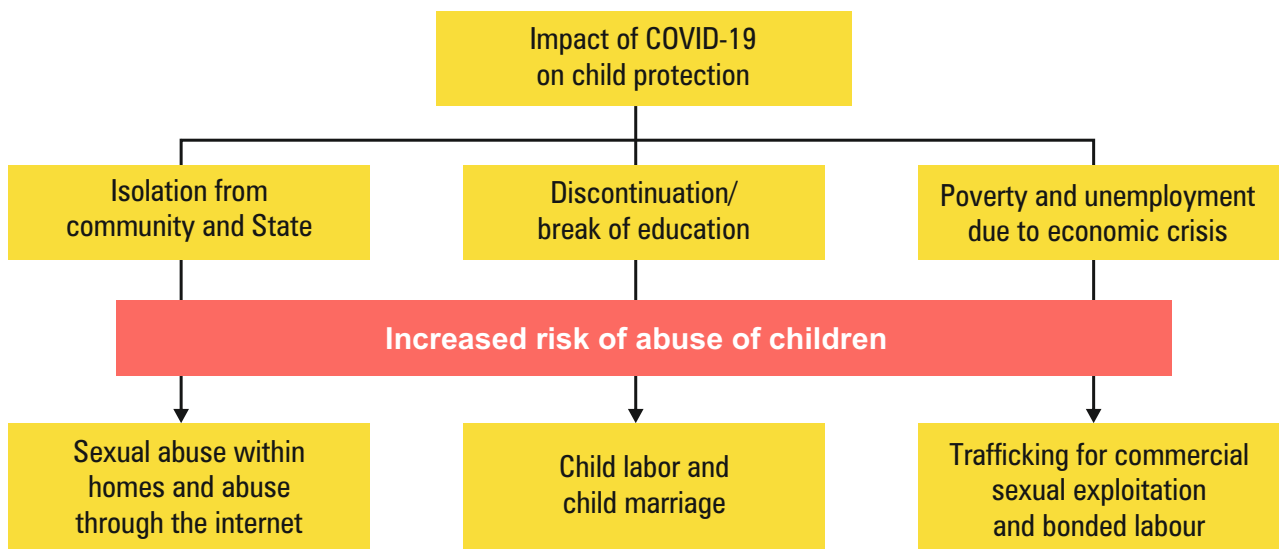 Impact of COVID-19
on child protection
Isolation from
community and State
Discontinuation/
break of education
Poverty and unemployment
due to economic crisis
Increased risk of abuse of children
Sexual abuse within
homes and abuse
through the internet
Child labor and
child marriage
Trafficking for commercial
sexual exploitation
and bonded labour